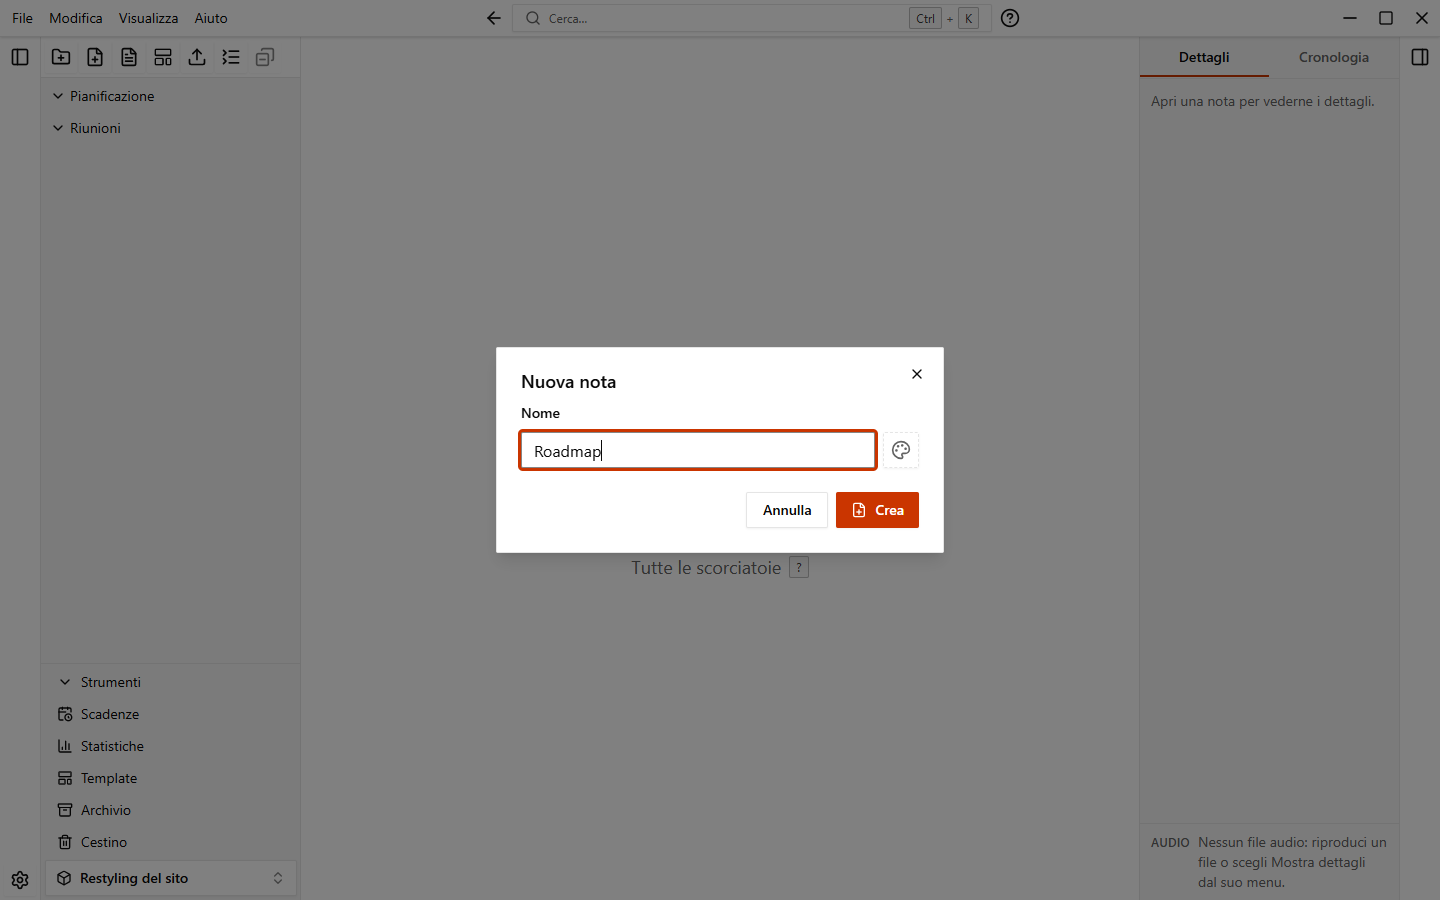 File Modifica Visualizza Aiuto
Cerca... Ctrl + K
Pianificazione
Riunioni
Dettagli Cronologia
Apri una nota per vederne i dettagli.
Nuova nota
Nome
Roadmap
Annulla Crea
Tutte le scorciatoie ?
Strumenti
Scadenze
Statistiche
Template
Archivio
Cestino
Restyling del sito
AUDIO Nessun file audio: riproduci un
file o scegli Mostra dettagli
dal suo menu.